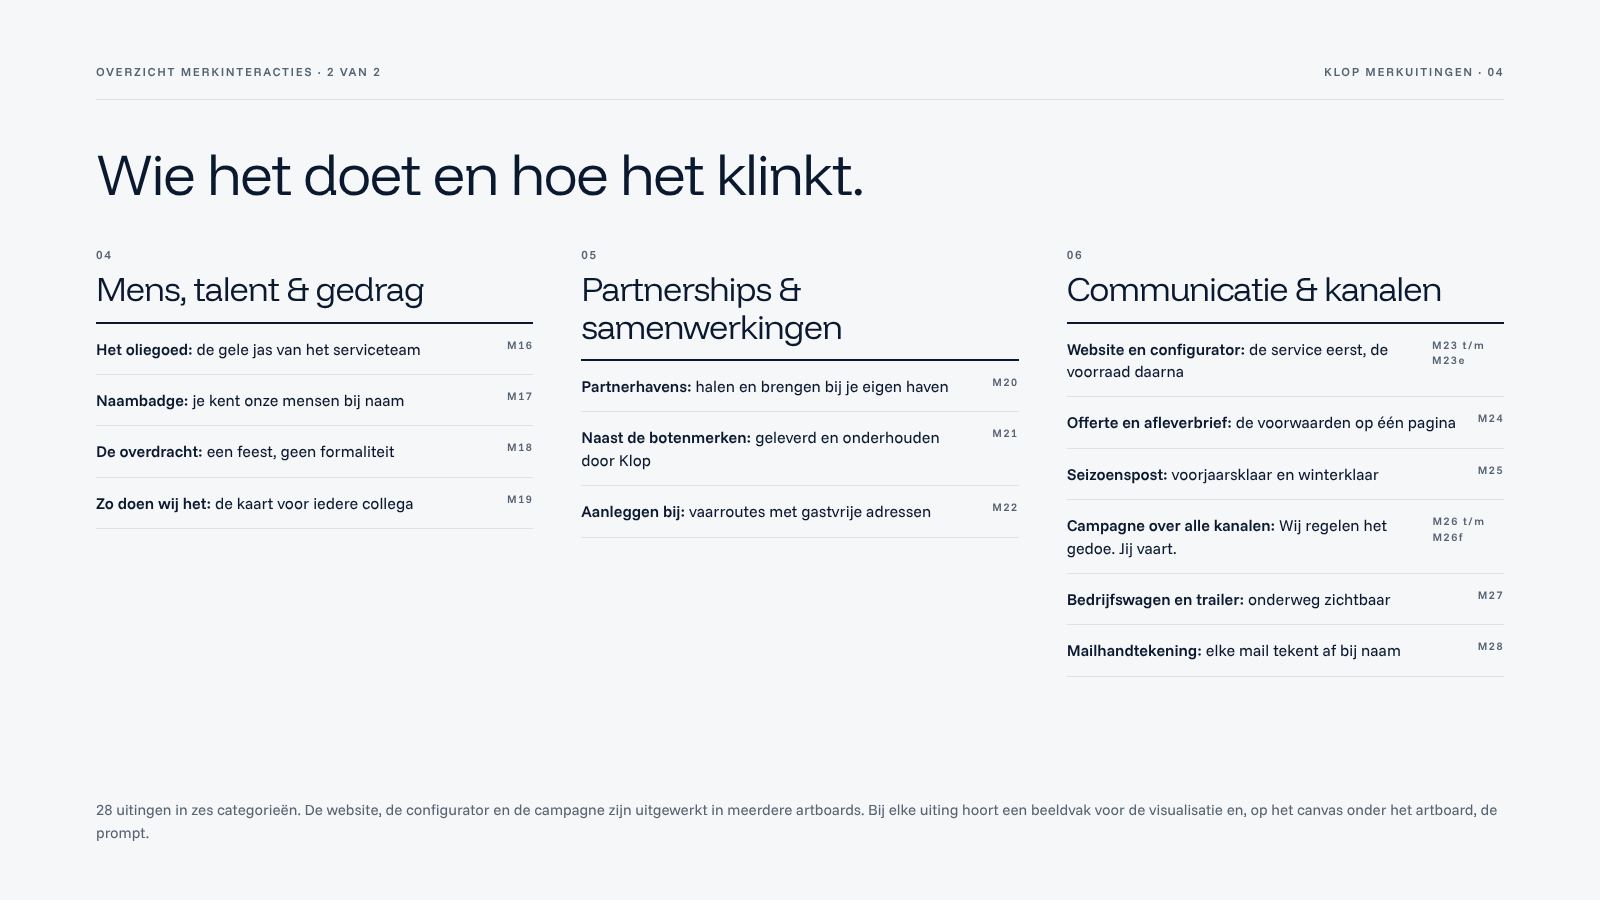 OVERZICHT MERKINTERACTIES · 2 VAN 2
KLOP MERKUITINGEN · 04
Wie het doet en hoe het klinkt.
04
Mens, talent & gedrag
Het oliegoed: de gele jas van het serviceteam
M16
Naambadge: je kent onze mensen bij naam
M17
De overdracht: een feest, geen formaliteit
M18
Zo doen wij het: de kaart voor iedere collega
M19
05
Partnerships &
samenwerkingen
Partnerhavens: halen en brengen bij je eigen haven
M20
Naast de botenmerken: geleverd en onderhouden
door Klop
M21
Aanleggen bij: vaarroutes met gastvrije adressen
M22
06
Communicatie & kanalen
Website en configurator: de service eerst, de
voorraad daarna
M23 t/m
M23e
Offerte en afleverbrief: de voorwaarden op één pagina
M24
Seizoenspost: voorjaarsklaar en winterklaar
M25
Campagne over alle kanalen: Wij regelen het
gedoe. Jij vaart.
M26 t/m
M26f
Bedrijfswagen en trailer: onderweg zichtbaar
M27
Mailhandtekening: elke mail tekent af bij naam
M28
28 uitingen in zes categorieën. De website, de configurator en de campagne zijn uitgewerkt in meerdere artboards. Bij elke uiting hoort een beeldvak voor de visualisatie en, op het canvas onder het artboard, de
prompt.